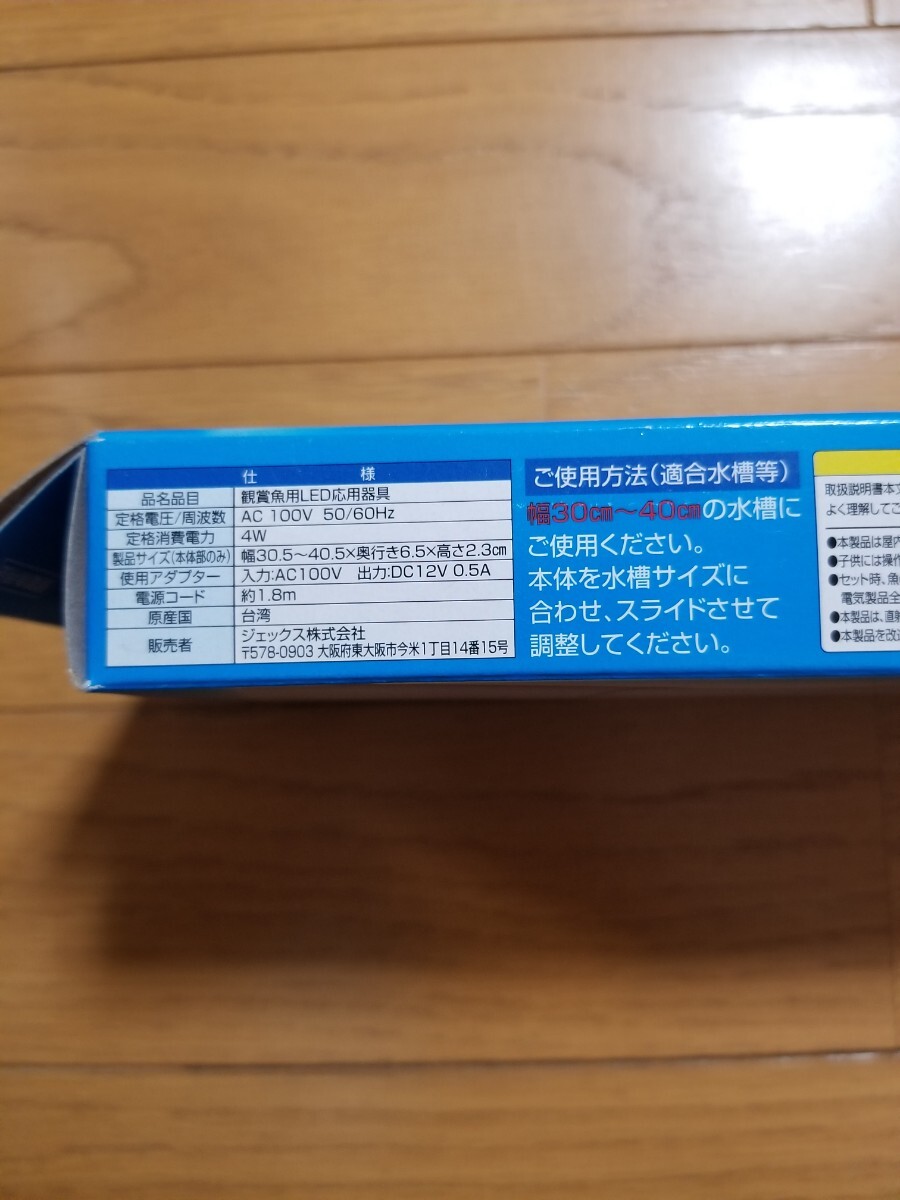 仕 様
品名品目 観賞魚用LED応用器具
定格電圧/周波数 AC 100V 50/60Hz
定格消費電力 4W
製品サイズ(本体部のみ) 幅30.5～40.5×奥行き6.5×高さ2.3㎝
使用アダプター 入力:AC100V 出力:DC12V 0.5A
電源コード 約1.8m
原産国 台湾
販売者 ジェックス株式会社
〒578-0903 大阪府東大阪市今米1丁目14番15号
ご使用方法(適合水槽等)
幅30㎝～40㎝の水槽に
ご使用ください。
本体を水槽サイズに
合わせ、スライドさせて
調整してください。
取扱説明書本文
よく理解してご
●本製品は屋内
●子供には操作
●セット時、魚
電気製品全
●本製品は、直射
●本製品を改造